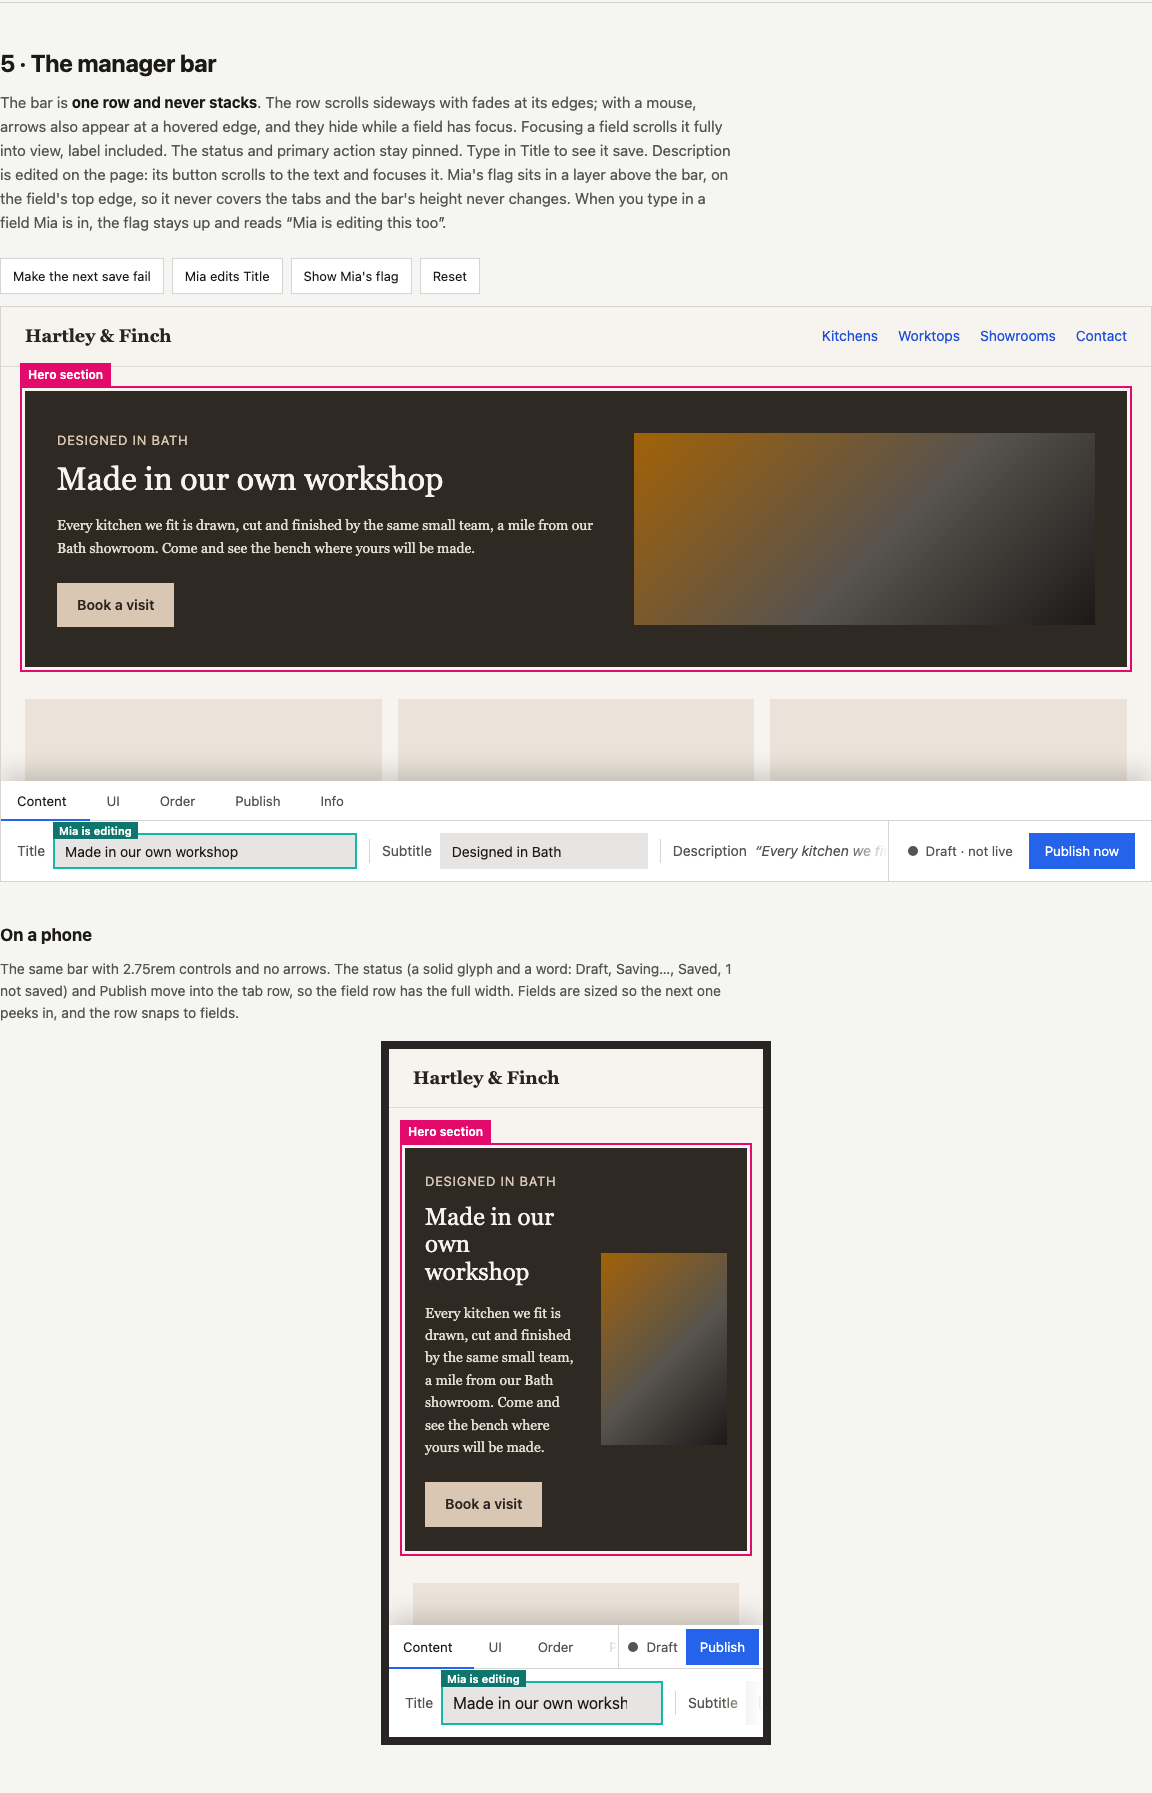 5 · The manager bar
The bar is one row and never stacks. The row scrolls sideways with fades at its edges; with a mouse,
arrows also appear at a hovered edge, and they hide while a field has focus. Focusing a field scrolls it fully
into view, label included. The status and primary action stay pinned. Type in Title to see it save. Description
is edited on the page: its button scrolls to the text and focuses it. Mia's flag sits in a layer above the bar, on
the field's top edge, so it never covers the tabs and the bar's height never changes. When you type in a
field Mia is in, the flag stays up and reads “Mia is editing this too”.
Make the next save fail
Mia edits Title
Show Mia's flag
Reset
Hartley & Finch
Kitchens
Worktops
Showrooms
Contact
Hero section
DESIGNED IN BATH
Made in our own workshop
Every kitchen we fit is drawn, cut and finished by the same small team, a mile from our
Bath showroom. Come and see the bench where yours will be made.
Book a visit
Content
UI
Order
Publish
Info
Mia is editing
Title
Made in our own workshop
Subtitle
Designed in Bath
Description
“Every kitchen we
Draft · not live
Publish now
On a phone
The same bar with 2.75rem controls and no arrows. The status (a solid glyph and a word: Draft, Saving…, Saved, 1
not saved) and Publish move into the tab row, so the field row has the full width. Fields are sized so the next one
peeks in, and the row snaps to fields.
Hartley & Finch
Hero section
DESIGNED IN BATH
Made in our
own
workshop
Every kitchen we fit is
drawn, cut and finished
by the same small team,
a mile from our Bath
showroom. Come and
see the bench where
yours will be made.
Book a visit
Content
UI
Order
Draft
Publish
Mia is editing
Title
Made in our own
Subtitle